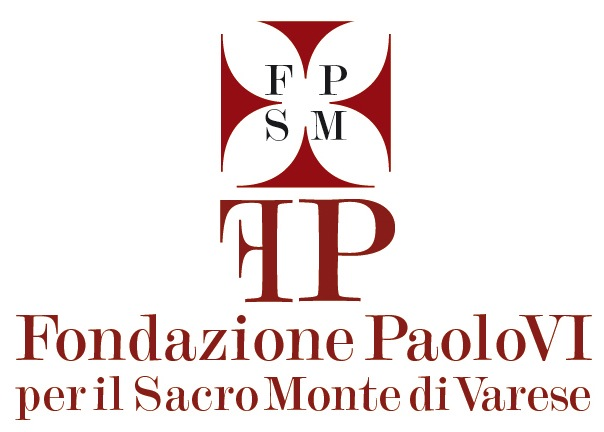 F P
S M
FP
Fondazione PaoloVI
per il Sacro Monte di Varese